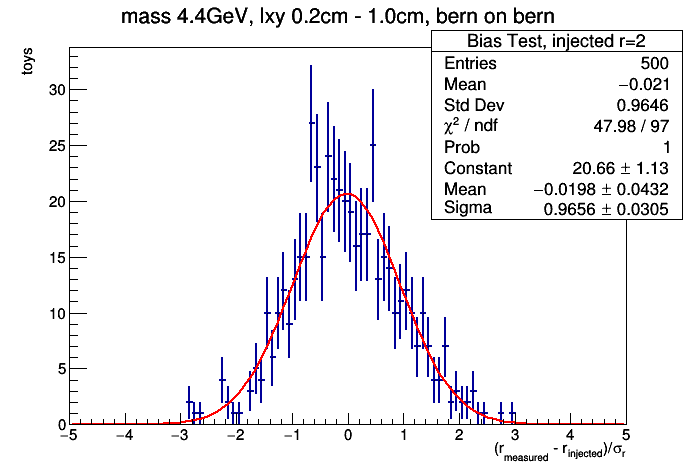 mass 4.4GeV, lxy 0.2cm - 1.0cm, bern on bern
Bias Test, injected r=2
Entries 500
Mean −0.021
Std Dev 0.9646
χ² / ndf 47.98 / 97
Prob 1
Constant 20.66 ± 1.13
Mean −0.0198 ± 0.0432
Sigma 0.9656 ± 0.0305
toys
30
25
20
15
10
5
0
−5 −4 −3 −2 −1 0 1 2 3 4 5
(r_measured - r_injected)/σ_r